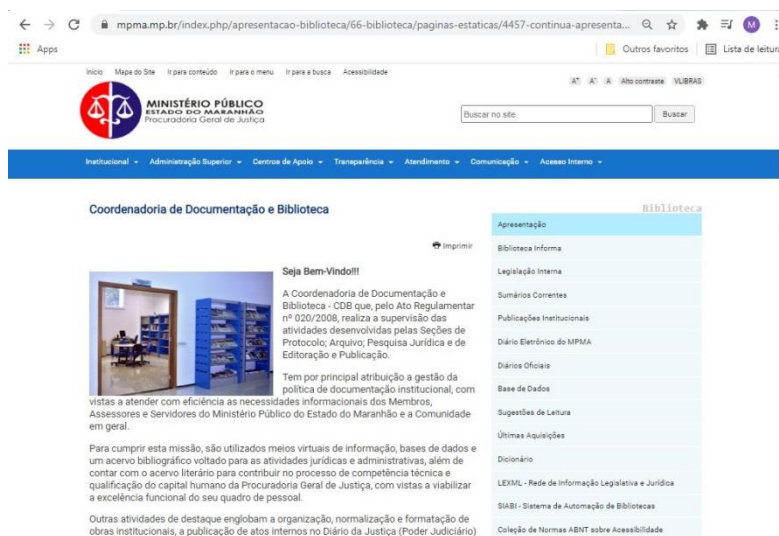 mpma.mp.br/index.php/apresentacao-biblioteca/66-biblioteca/paginas-estaticas/4457-continua-apresenta...
M
Apps
Outros favoritos
Lista de leitura
Início Mapa do Site Ir para conteúdo Ir para o menu Ir para a busca Acessibilidade
A+ A- A Alto contraste VLIBRAS
MINISTÉRIO PÚBLICO
ESTADO DO MARANHÃO
Procuradoria Geral de Justiça
Buscar no site
Buscar
Institucional Administração Superior Centros de Apoio Transparência Atendimento Comunicação Acesso Interno
Coordenadoria de Documentação e Biblioteca
Imprimir
Seja Bem-Vindo!!!
A Coordenadoria de Documentação e
Biblioteca - CDB que, pelo Ato Regulamentar
nº 020/2008, realiza a supervisão das
atividades desenvolvidas pelas Seções de
Protocolo; Arquivo; Pesquisa Jurídica e de
Editoração e Publicação.
Tem por principal atribuição a gestão da
política de documentação institucional, com
vistas a atender com eficiência as necessidades informacionais dos Membros,
Assessores e Servidores do Ministério Público do Estado do Maranhão e a Comunidade
em geral.
Para cumprir esta missão, são utilizados meios virtuais de informação, bases de dados e
um acervo bibliográfico voltado para as atividades jurídicas e administrativas, além de
contar com o acervo literário para contribuir no processo de competência técnica e
qualificação do capital humano da Procuradoria Geral de Justiça, com vistas a viabilizar
a excelência funcional do seu quadro de pessoal.
Outras atividades de destaque englobam a organização, normalização e formatação de
obras institucionais, a publicação de atos internos no Diário da Justiça (Poder Judiciário)
Biblioteca
Apresentação
Biblioteca Informa
Legislação Interna
Sumários Correntes
Publicações Institucionais
Diário Eletrônico do MPMA
Diários Oficiais
Base de Dados
Sugestões de Leitura
Últimas Aquisições
Dicionário
LEXML - Rede de Informação Legislativa e Jurídica
SIABI - Sistema de Automação de Bibliotecas
Coleção de Normas ABNT sobre Acessibilidade